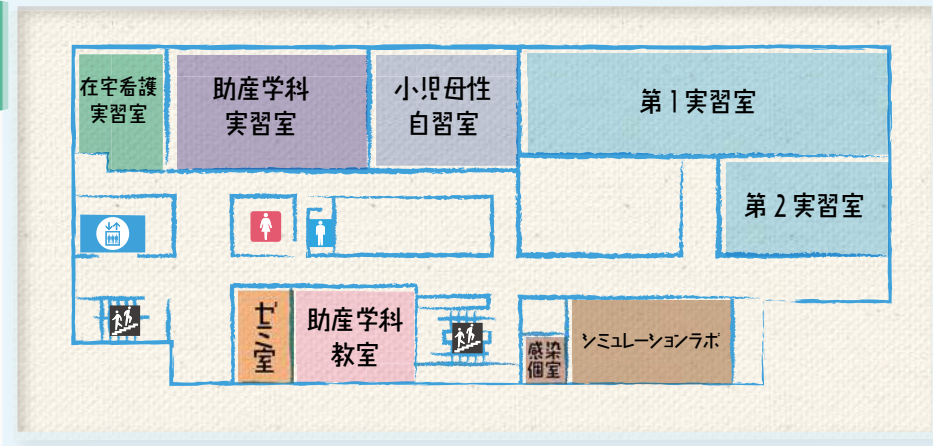 在宅看護
実習室
助産学科
実習室
小児母性
自習室
第1実習室
第2実習室
ゼミ室
助産学科
教室
感染
個室
シミュレーションラボ